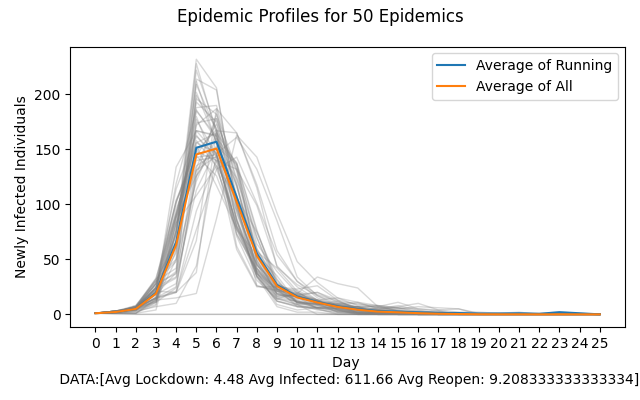 Epidemic Profiles for 50 Epidemics
Average of Running
Average of All
Newly Infected Individuals
200
150
100
50
0
0 1 2 3 4 5 6 7 8 9 10 11 12 13 14 15 16 17 18 19 20 21 22 23 24 25
Day
DATA:[Avg Lockdown: 4.48 Avg Infected: 611.66 Avg Reopen: 9.208333333333334]